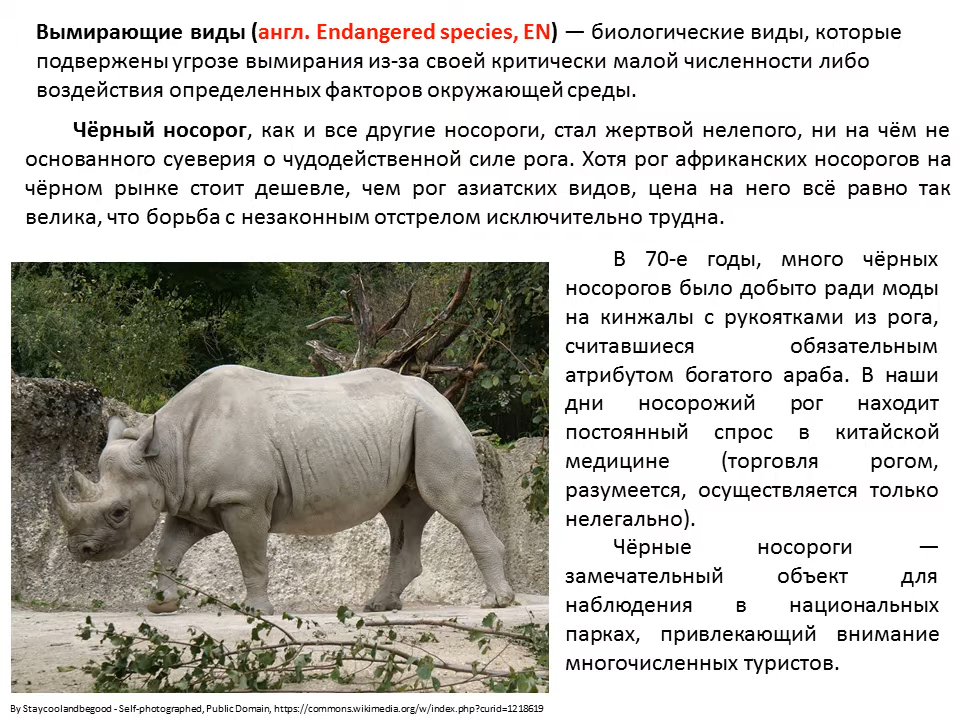 Вымирающие виды (англ. Endangered species, EN) — биологические виды, которые
подвержены угрозе вымирания из-за своей критически малой численности либо
воздействия определенных факторов окружающей среды.
Чёрный носорог, как и все другие носороги, стал жертвой нелепого, ни на чём не
основанного суеверия о чудодейственной силе рога. Хотя рог африканских носорогов на
чёрном рынке стоит дешевле, чем рог азиатских видов, цена на него всё равно так
велика, что борьба с незаконным отстрелом исключительно трудна.
В 70-е годы, много чёрных
носорогов было добыто ради моды
на кинжалы с рукоятками из рога,
считавшиеся обязательным
атрибутом богатого араба. В наши
дни носорожий рог находит
постоянный спрос в китайской
медицине (торговля рогом,
разумеется, осуществляется только
нелегально).
Чёрные носороги —
замечательный объект для
наблюдения в национальных
парках, привлекающий внимание
многочисленных туристов.
By Staycoolandbegood - Self-photographed, Public Domain, https://commons.wikimedia.org/w/index.php?curid=1218619